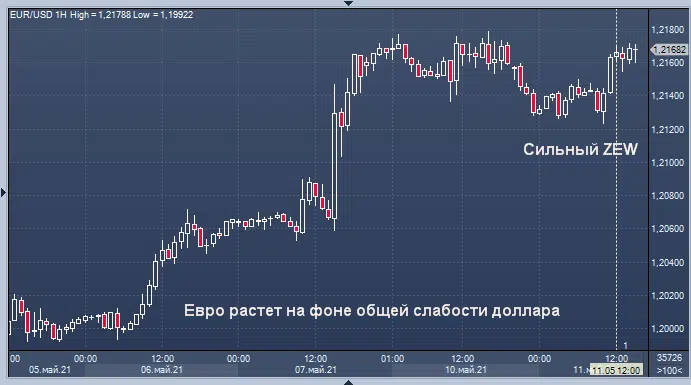 EUR/USD 1H High = 1,21788 Low = 1,19922
1,21800
1,21682
1,21600
1,21400
1,21200
1,21000
1,20800
1,20600
1,20400
1,20200
1,20000
Сильный ZEW
Евро растет на фоне общей слабости доллара
1
:00 00:00 12:00 00:00 12:00 00:00 12:00 00:00 12:00 35726
05.май.21 06.май.21 07.май.21 10.май.21 11.м 11.05 12:00 >100<